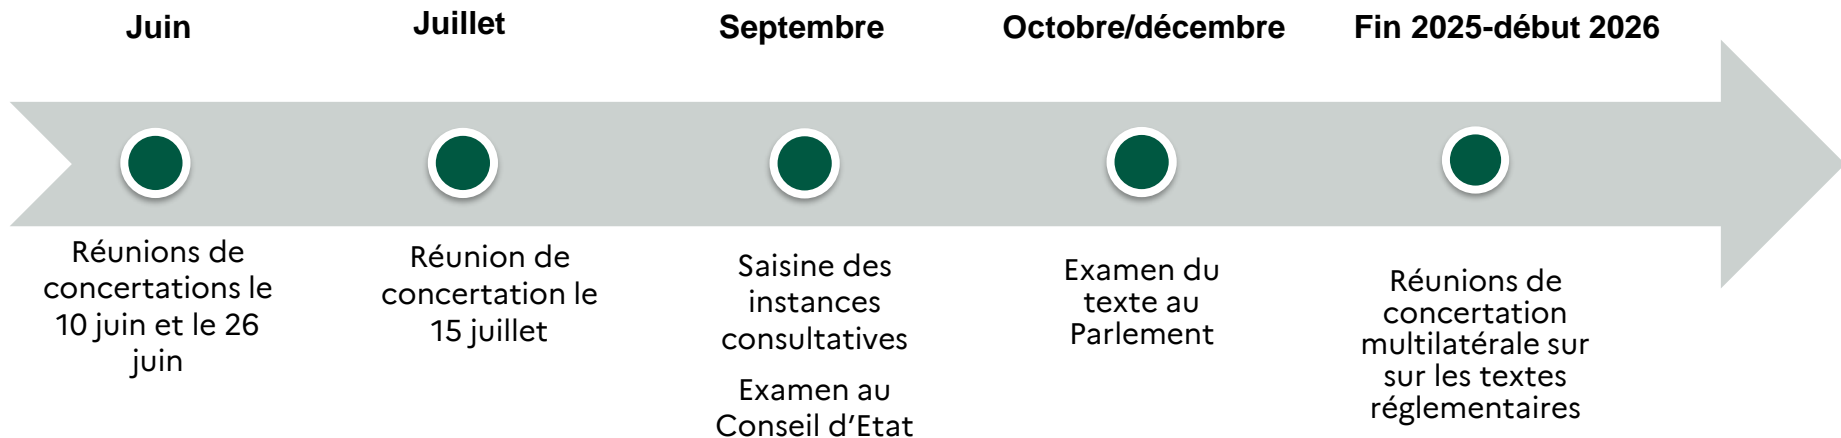 Juin
Réunions de
concertations le
10 juin et le 26
juin
Juillet
Réunion de
concertation le
15 juillet
Septembre
Saisine des
instances
consultatives
Examen au
Conseil d’Etat
Octobre/décembre
Examen du
texte au
Parlement
Fin 2025-début 2026
Réunions de
concertation
multilatérale sur
sur les textes
réglementaires